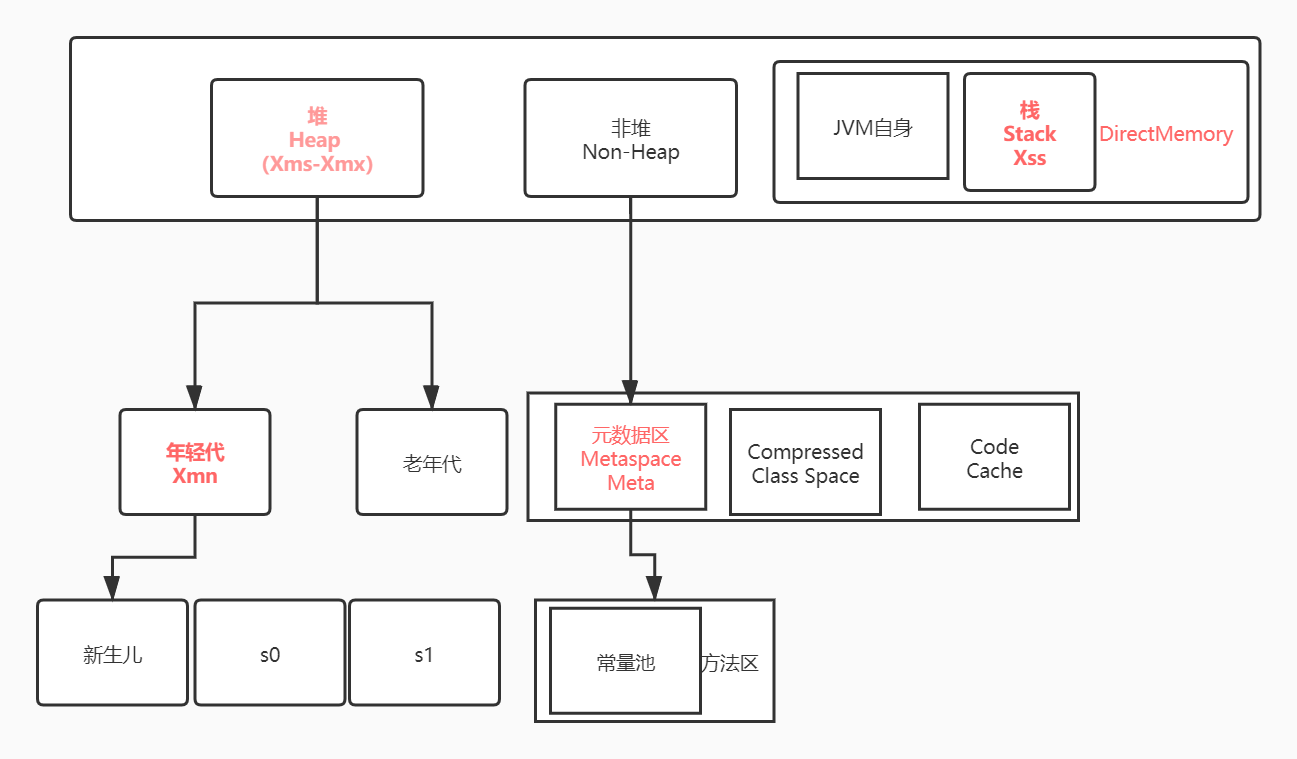 堆
Heap
(Xms-Xmx)
非堆
Non-Heap
JVM自身
栈
Stack
Xss
DirectMemory
年轻代
Xmn
老年代
元数据区
Metaspace
Meta
Compressed
Class Space
Code
Cache
新生儿
s0
s1
常量池
方法区